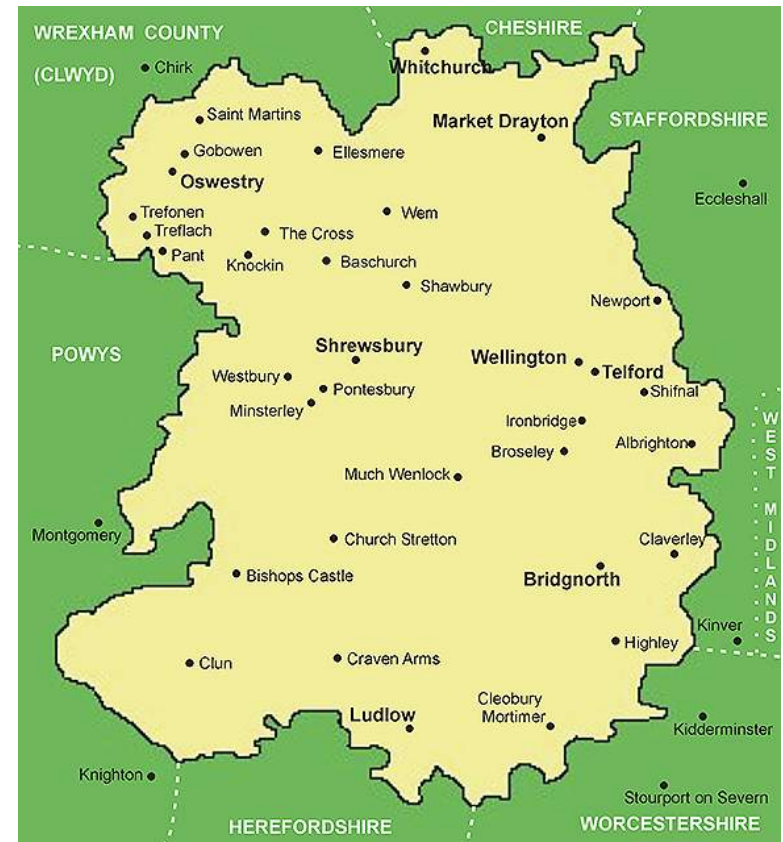 WREXHAM COUNTY
(CLWYD)
CHESHIRE
Chirk
Whitchurch
Saint Martins
Market Drayton
STAFFORDSHIRE
Gobowen
Ellesmere
Oswestry
Eccleshall
Trefonen
Wem
Treflach
The Cross
Pant
Knockin
Baschurch
Shawbury
Newport
POWYS
Shrewsbury
Wellington
Telford
Westbury
Pontesbury
Shifnal
Minsterley
Ironbridge
WEST MIDLANDS
Broseley
Albrighton
Much Wenlock
Montgomery
Church Stretton
Claverley
Bishops Castle
Bridgnorth
Kinver
Highley
Clun
Craven Arms
Ludlow
Cleobury
Mortimer
Kidderminster
Knighton
Stourport on Severn
HEREFORDSHIRE
WORCESTERSHIRE